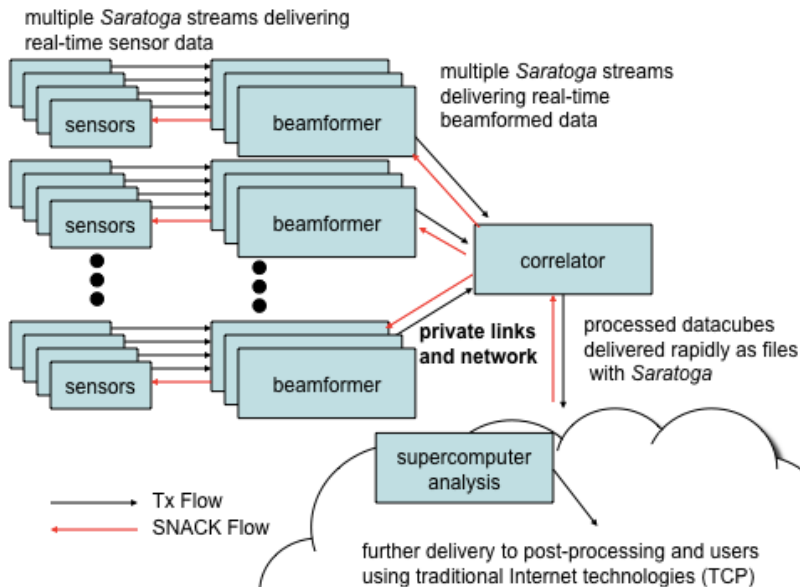 multiple Saratoga streams delivering
real-time sensor data
multiple Saratoga streams
delivering real-time
beamformed data
sensors
beamformer
sensors
beamformer
correlator
private links
and network
processed datacubes
delivered rapidly as files
with Saratoga
sensors
beamformer
supercomputer
analysis
Tx Flow
SNACK Flow
further delivery to post-processing and users
using traditional Internet technologies (TCP)